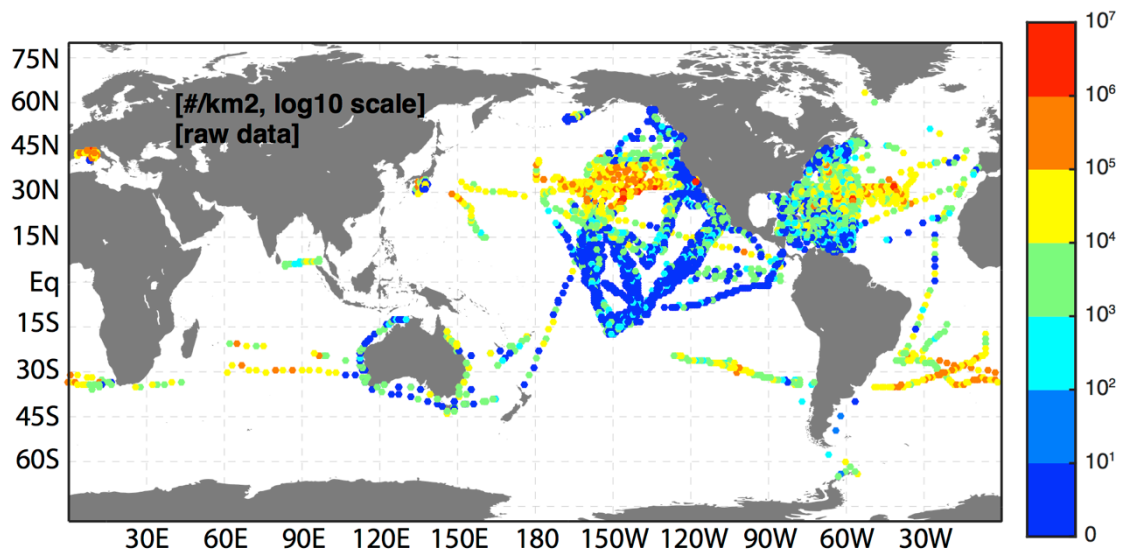 [#/km2, log10 scale]
[raw data]
75N
60N
45N
30N
15N
Eq
15S
30S
45S
60S
30E
60E
90E
120E
150E
180
150W
120W
90W
60W
30W
10⁷
10⁶
10⁵
10⁴
10³
10²
10¹
0